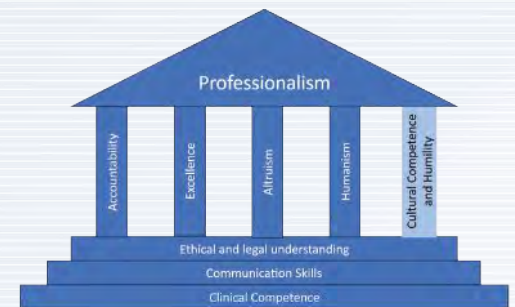 Professionalism
Accountability
Excellence
Altruism
Humanism
Cultural Competence
and Humility
Ethical and legal understanding
Communication Skills
Clinical Competence